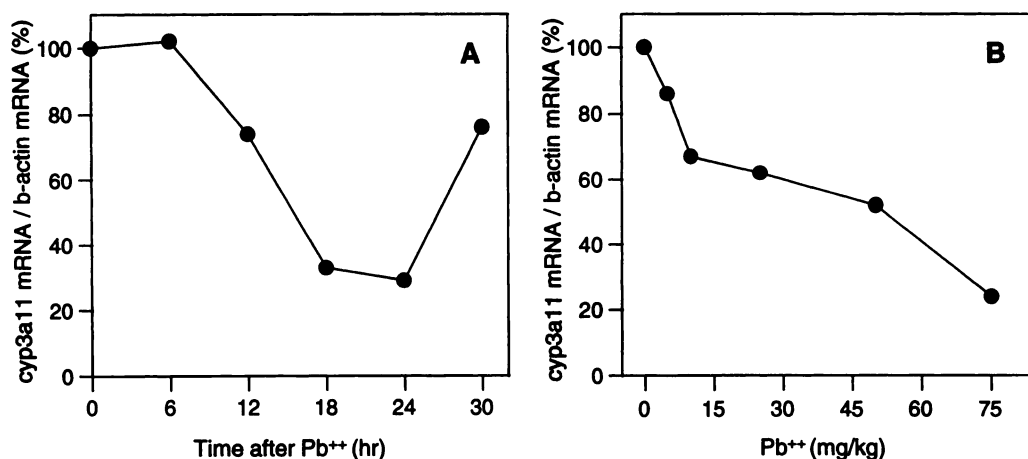 A
cyp3a11 mRNA / b-actin mRNA (%)
100
80
60
40
20
0
0 6 12 18 24 30
Time after Pb⁺⁺ (hr)
B
cyp3a11 mRNA / b-actin mRNA (%)
100
80
60
40
20
0
0 15 30 45 60 75
Pb⁺⁺ (mg/kg)